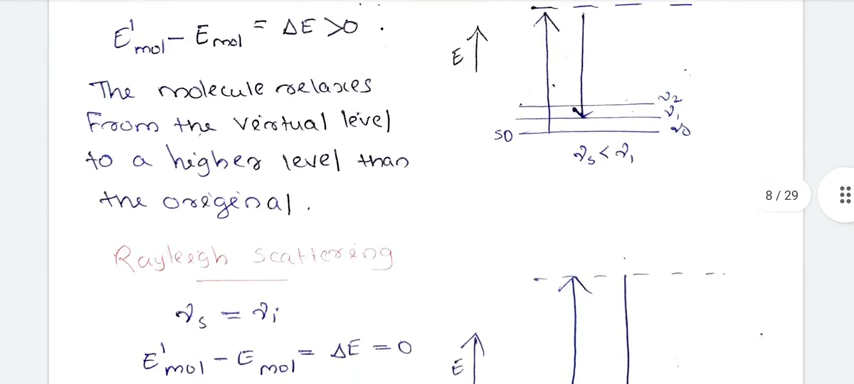 E'mol - Emol = ΔE >0 .
The molecule relaxes
From the virtual level
to a higher level than
the original.
E
ν2
ν1
ν0
S0
νs < νi
8 / 29
Rayleigh scattering
νs = νi
E'mol - Emol = ΔE = 0
E